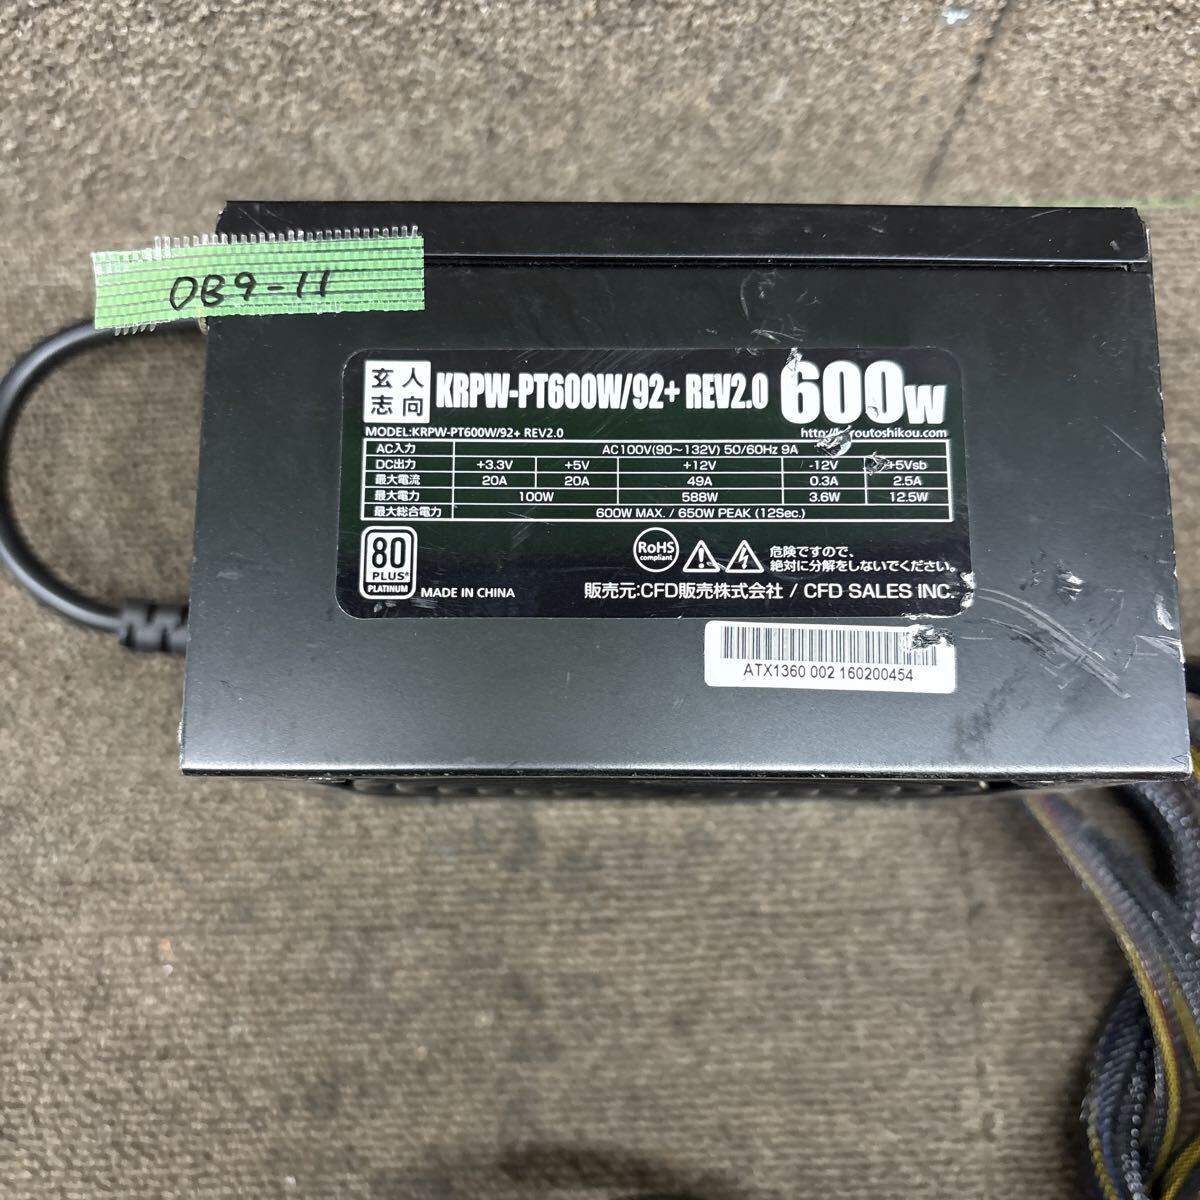 DB9-11
玄人志向 KRPW-PT600W/92+ REV2.0 600W
MODEL:KRPW-PT600W/92+ REV2.0
AC入力 AC100V(90～132V) 50/60Hz 9A
DC出力 +3.3V +5V +12V -12V +5Vsb
最大電流 20A 20A 49A 0.3A 2.5A
最大電力 100W 588W 3.6W 12.5W
最大総合電力 600W MAX. / 650W PEAK (12Sec.)
80 PLUS PLATINUM
MADE IN CHINA
RoHS compliant
危険ですので、
絶対に分解をしないでください。
販売元:CFD販売株式会社 / CFD SALES INC.
ATX1360 002 160200454